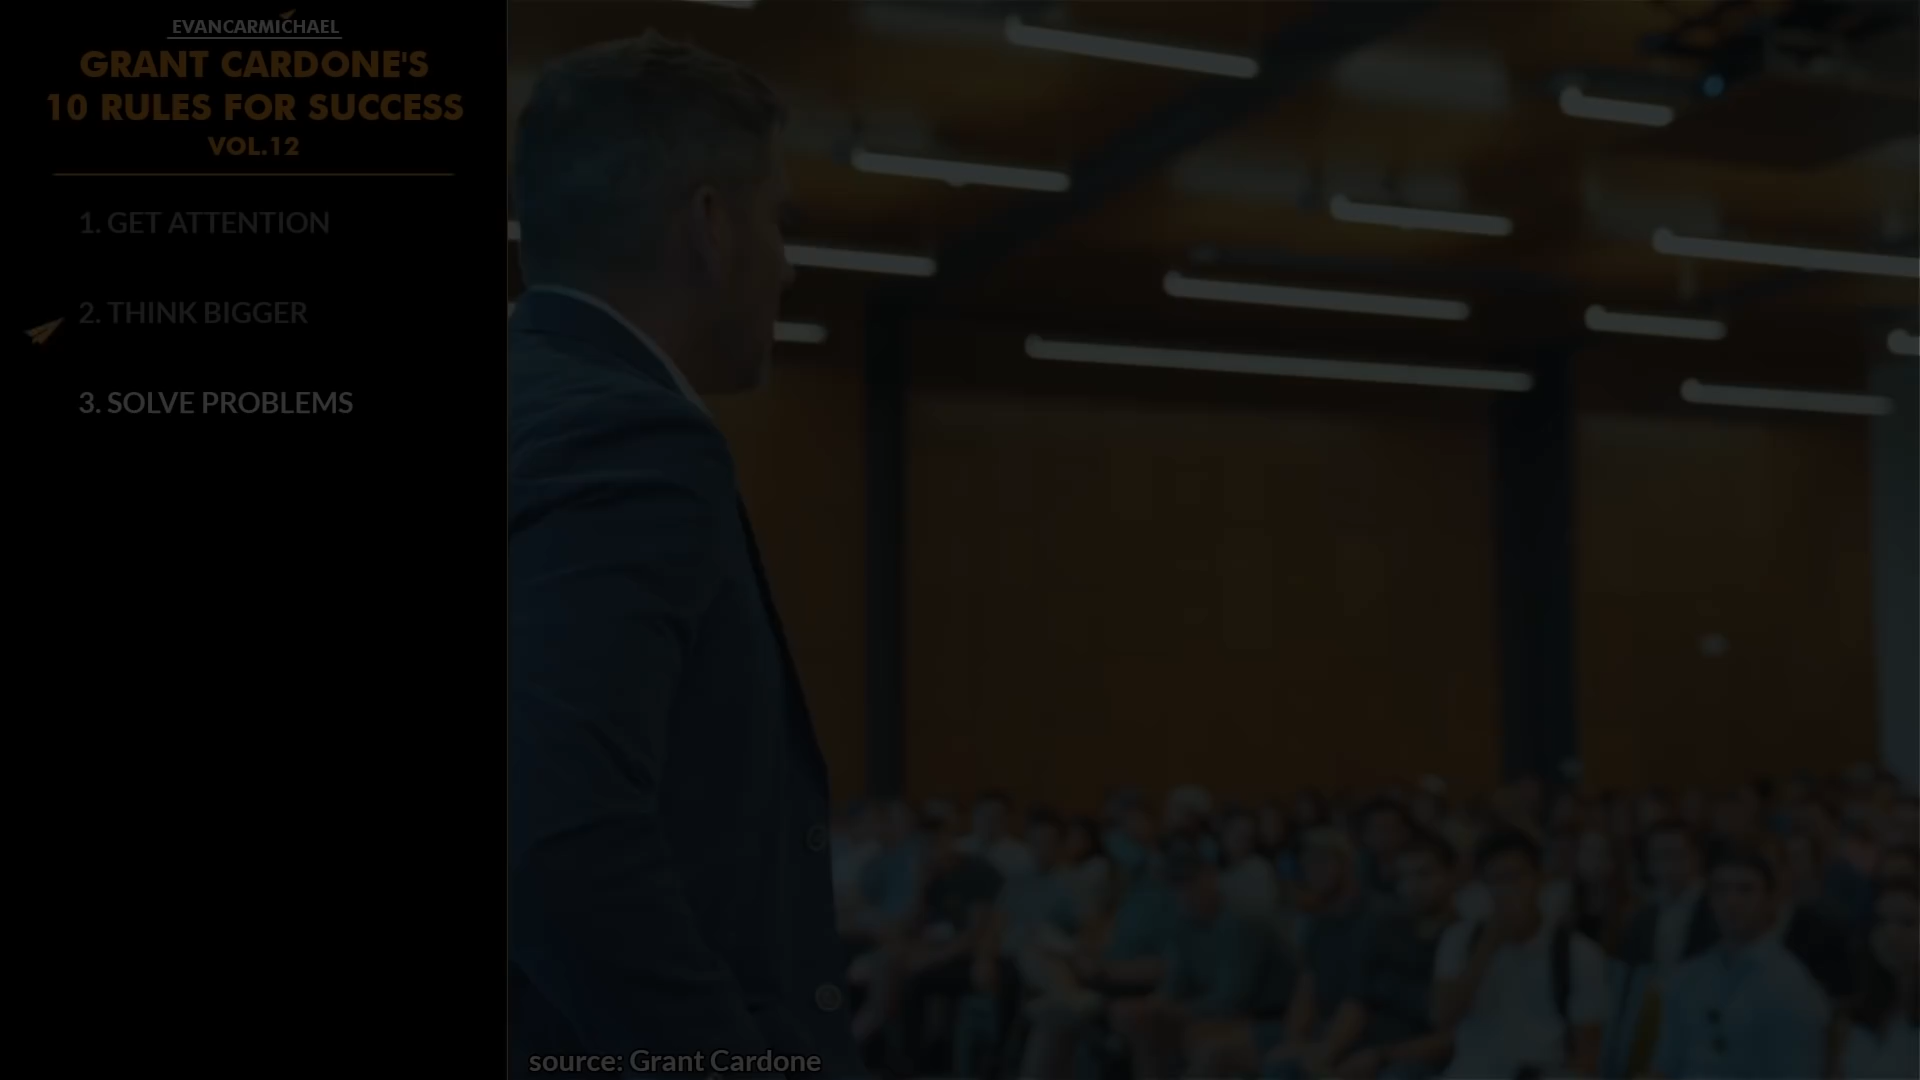 EVANCARMICHAEL
GRANT CARDONE'S
10 RULES FOR SUCCESS
VOL.12
1. GET ATTENTION
2. THINK BIGGER
3. SOLVE PROBLEMS
source: Grant Cardone